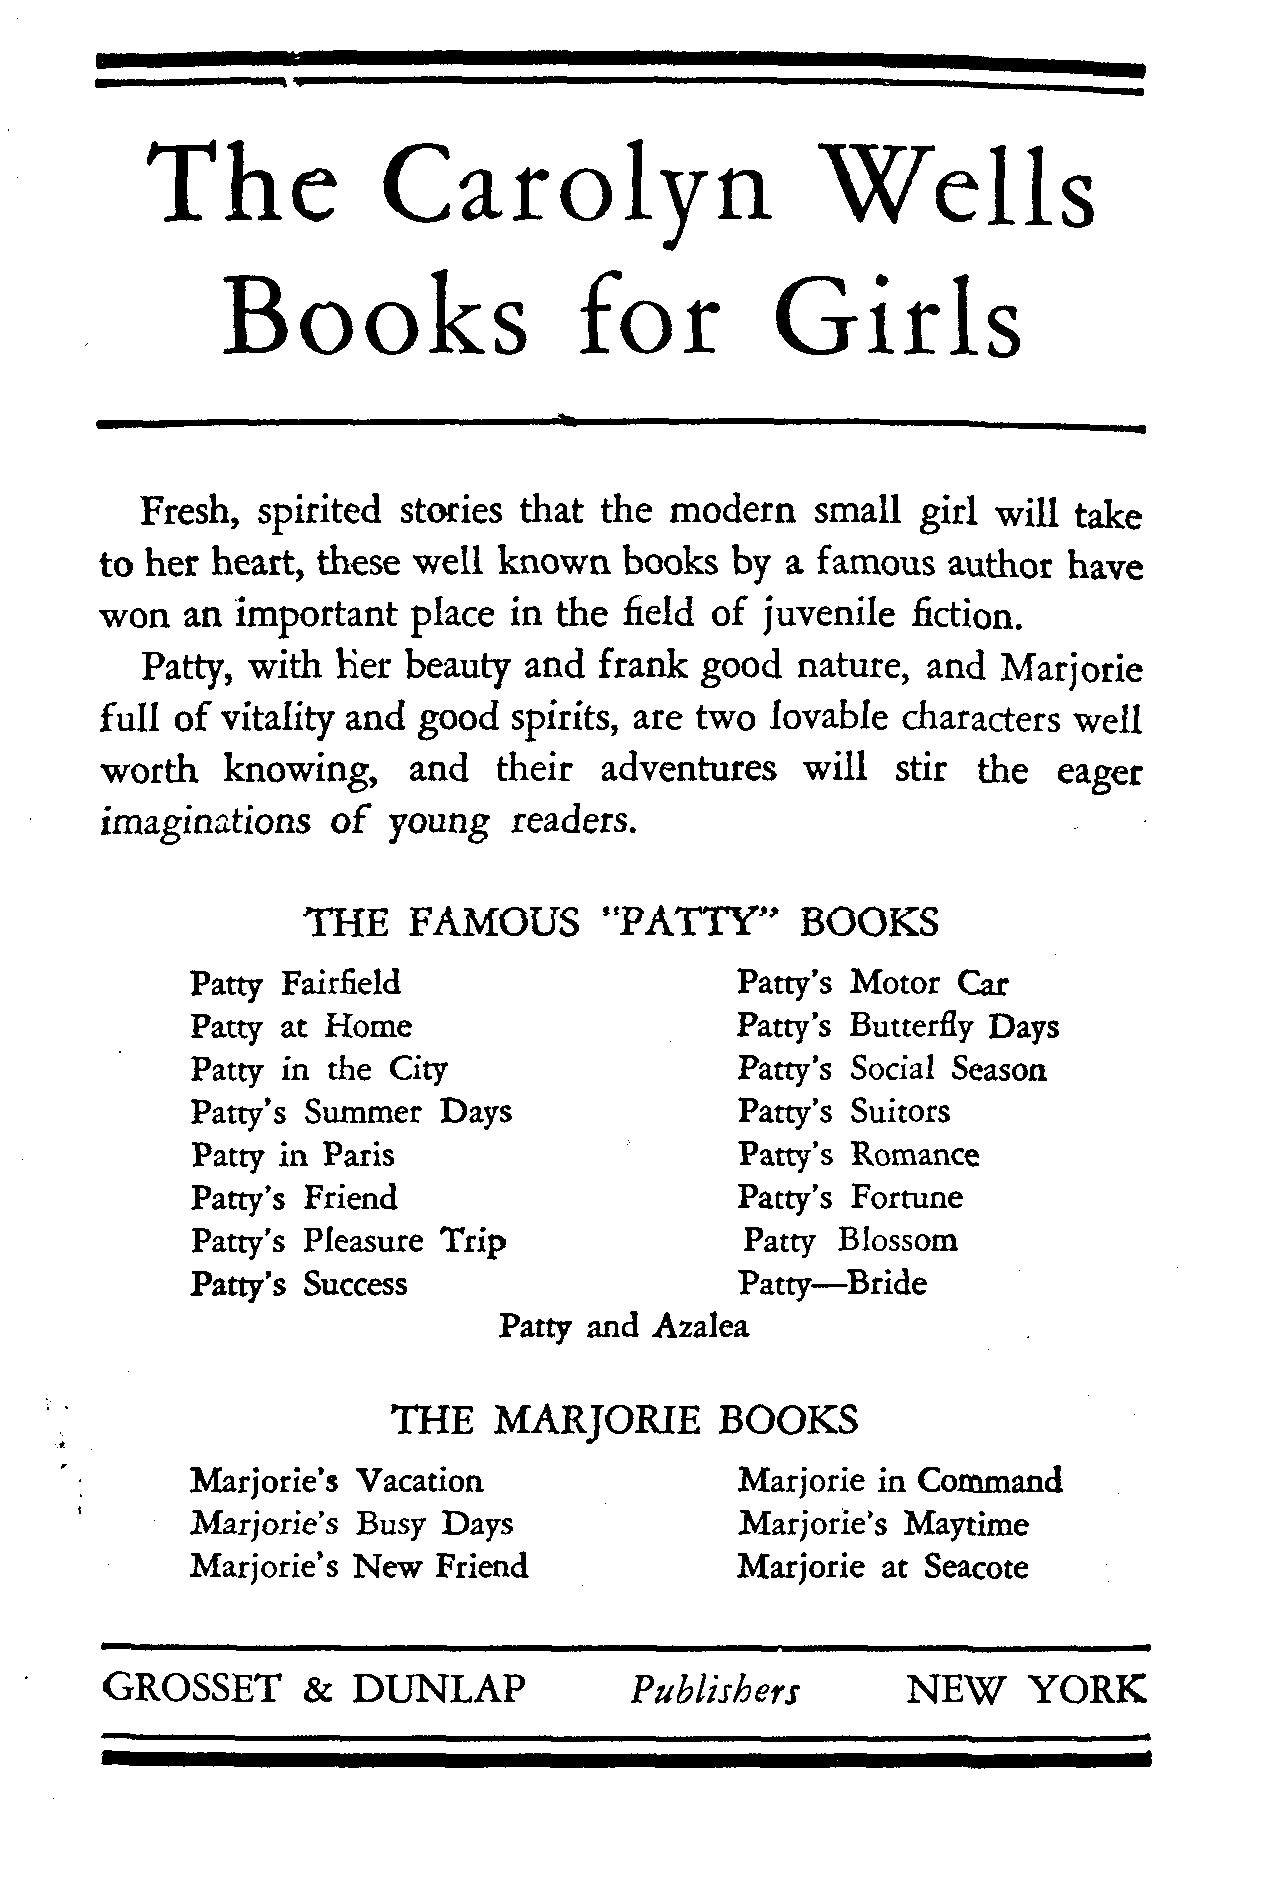 The Carolyn Wells
Books for Girls
Fresh, spirited stories that the modern small girl will take
to her heart, these well known books by a famous author have
won an important place in the field of juvenile fiction.
Patty, with her beauty and frank good nature, and Marjorie
full of vitality and good spirits, are two lovable characters well
worth knowing, and their adventures will stir the eager
imaginations of young readers.
THE FAMOUS "PATTY" BOOKS
Patty Fairfield
Patty at Home
Patty in the City
Patty's Summer Days
Patty in Paris
Patty's Friend
Patty's Pleasure Trip
Patty's Success
Patty's Motor Car
Patty's Butterfly Days
Patty's Social Season
Patty's Suitors
Patty's Romance
Patty's Fortune
Patty Blossom
Patty—Bride
Patty and Azalea
THE MARJORIE BOOKS
Marjorie's Vacation
Marjorie's Busy Days
Marjorie's New Friend
Marjorie in Command
Marjorie's Maytime
Marjorie at Seacote
GROSSET & DUNLAP Publishers NEW YORK